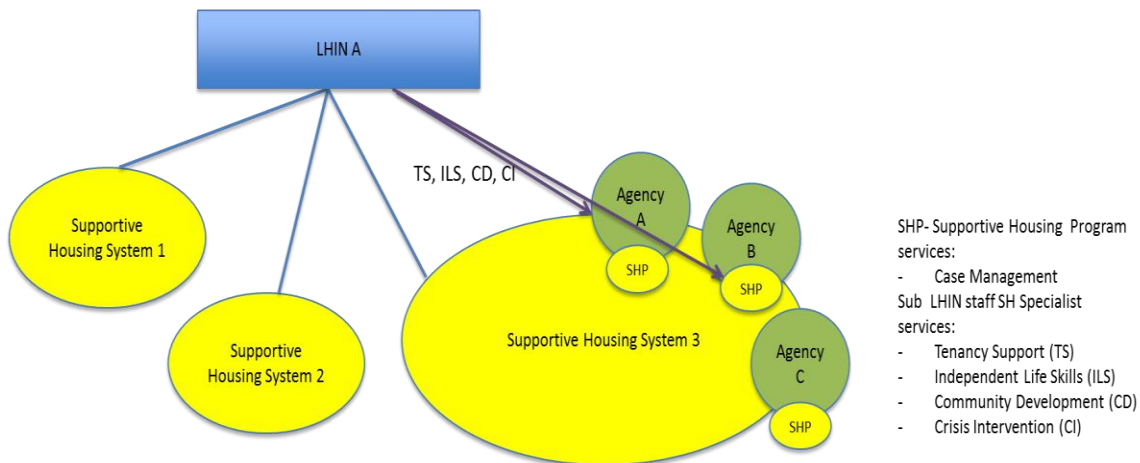 LHIN A
TS, ILS, CD, CI
Supportive
Housing System 1
Supportive
Housing System 2
Supportive Housing System 3
Agency
A
SHP
Agency
B
SHP
Agency
C
SHP
SHP- Supportive Housing Program
services:
- Case Management
Sub LHIN staff SH Specialist
services:
- Tenancy Support (TS)
- Independent Life Skills (ILS)
- Community Development (CD)
- Crisis Intervention (CI)